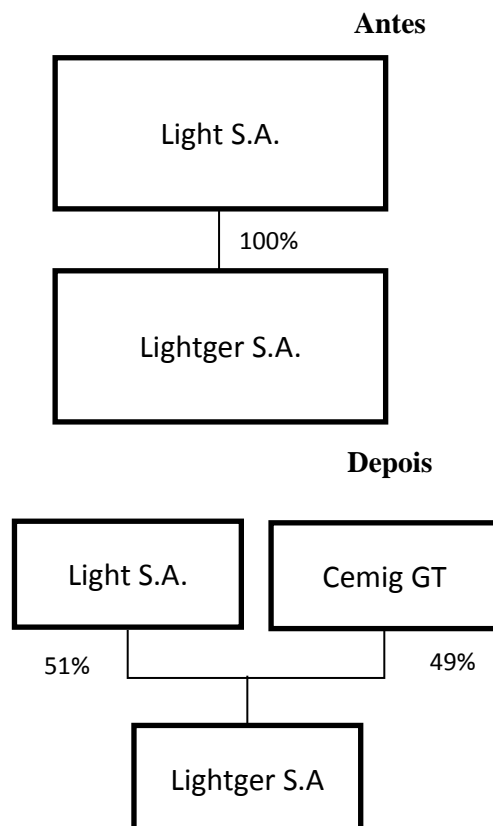 Antes
Light S.A.
100%
Lightger S.A.
Depois
Light S.A.
Cemig GT
51%
49%
Lightger S.A